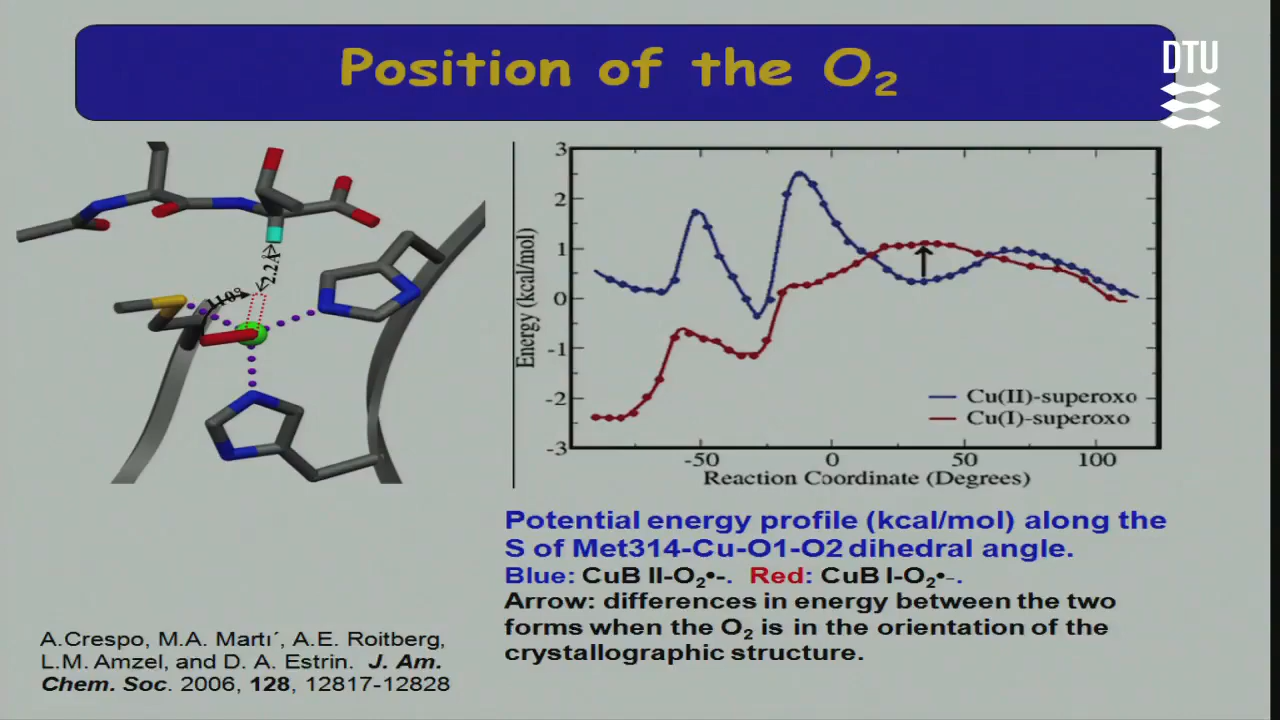 Position of the O2
DTU
2.2Å
110°
3
2
1
0
-1
-2
-3
Energy (kcal/mol)
Cu(II)-superoxo
Cu(I)-superoxo
-50 0 50 100
Reaction Coordinate (Degrees)
Potential energy profile (kcal/mol) along the
S of Met314-Cu-O1-O2 dihedral angle.
Blue: CuB II-O2•-. Red: CuB I-O2•-.
Arrow: differences in energy between the two
forms when the O2 is in the orientation of the
crystallographic structure.
A.Crespo, M.A. Martı´, A.E. Roitberg,
L.M. Amzel, and D. A. Estrin. J. Am.
Chem. Soc. 2006, 128, 12817-12828